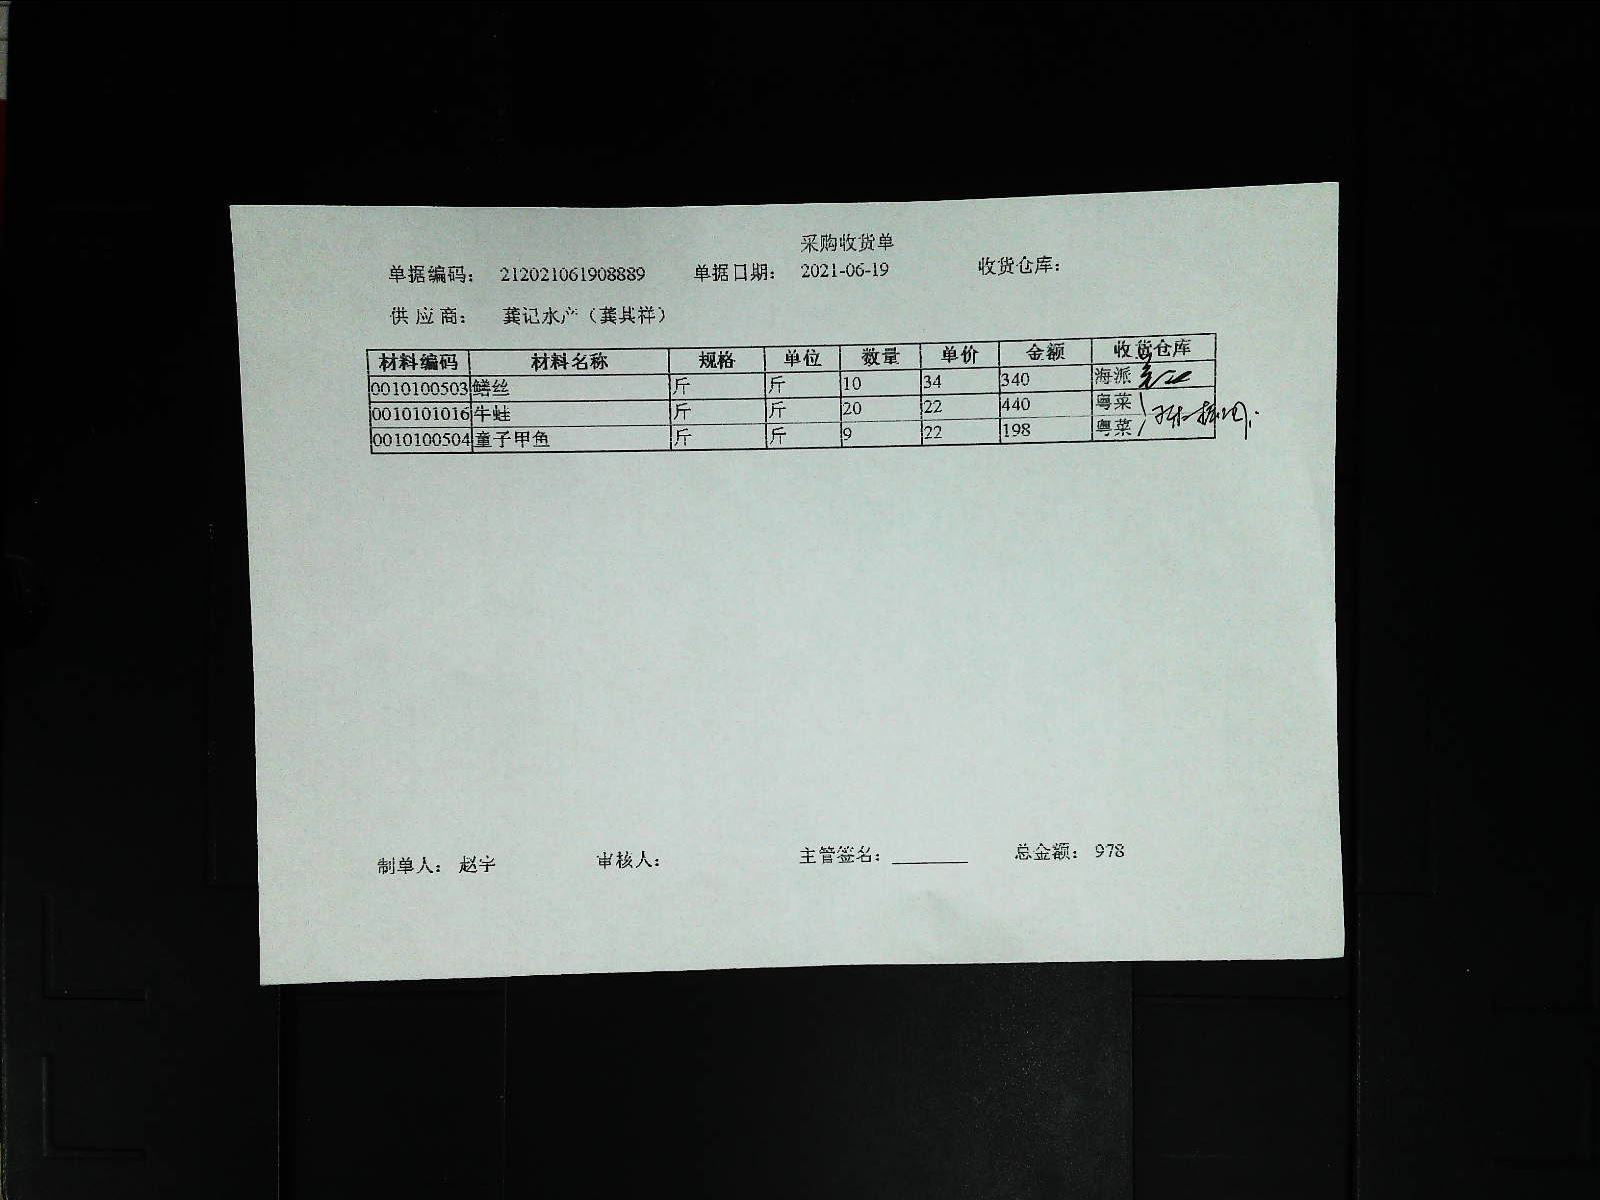 采购收货单
单据编码： 212021061908889 单据日期： 2021-06-19 收货仓库：
供应商： 龚记水产（龚其祥）
材料编码 材料名称 规格 单位 数量 单价 金额 收货仓库
0010100503 鳝丝 斤 斤 10 34 340 海派
0010101016 牛蛙 斤 斤 20 22 440 粤菜
0010100504 童子甲鱼 斤 斤 9 22 198 粤菜
制单人： 赵宇 审核人： 主管签名：________ 总金额： 978